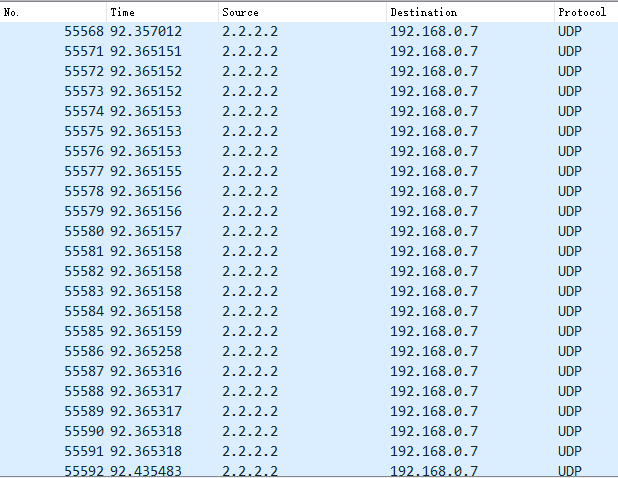 No. Time Source Destination Protocol
55568 92.357012 2.2.2.2 192.168.0.7 UDP
55571 92.365151 2.2.2.2 192.168.0.7 UDP
55572 92.365152 2.2.2.2 192.168.0.7 UDP
55573 92.365152 2.2.2.2 192.168.0.7 UDP
55574 92.365153 2.2.2.2 192.168.0.7 UDP
55575 92.365153 2.2.2.2 192.168.0.7 UDP
55576 92.365153 2.2.2.2 192.168.0.7 UDP
55577 92.365155 2.2.2.2 192.168.0.7 UDP
55578 92.365156 2.2.2.2 192.168.0.7 UDP
55579 92.365156 2.2.2.2 192.168.0.7 UDP
55580 92.365157 2.2.2.2 192.168.0.7 UDP
55581 92.365158 2.2.2.2 192.168.0.7 UDP
55582 92.365158 2.2.2.2 192.168.0.7 UDP
55583 92.365158 2.2.2.2 192.168.0.7 UDP
55584 92.365158 2.2.2.2 192.168.0.7 UDP
55585 92.365159 2.2.2.2 192.168.0.7 UDP
55586 92.365258 2.2.2.2 192.168.0.7 UDP
55587 92.365316 2.2.2.2 192.168.0.7 UDP
55588 92.365317 2.2.2.2 192.168.0.7 UDP
55589 92.365317 2.2.2.2 192.168.0.7 UDP
55590 92.365318 2.2.2.2 192.168.0.7 UDP
55591 92.365318 2.2.2.2 192.168.0.7 UDP
55592 92.435483 2.2.2.2 192.168.0.7 UDP